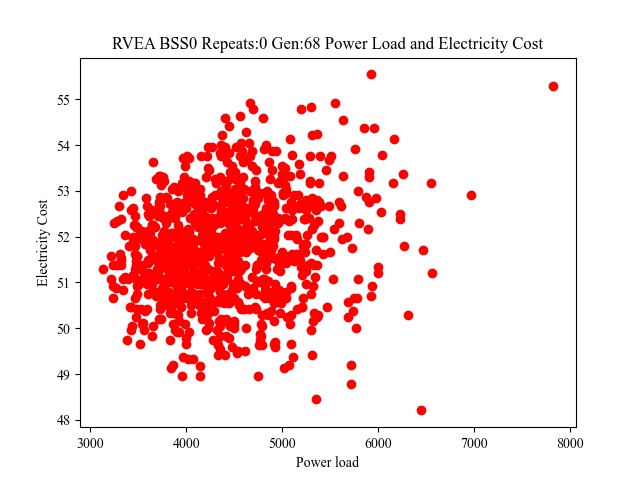 RVEA BSS0 Repeats:0 Gen:68 Power Load and Electricity Cost
55
54
53
52
51
50
49
48
Electricity Cost
3000 4000 5000 6000 7000 8000
Power load